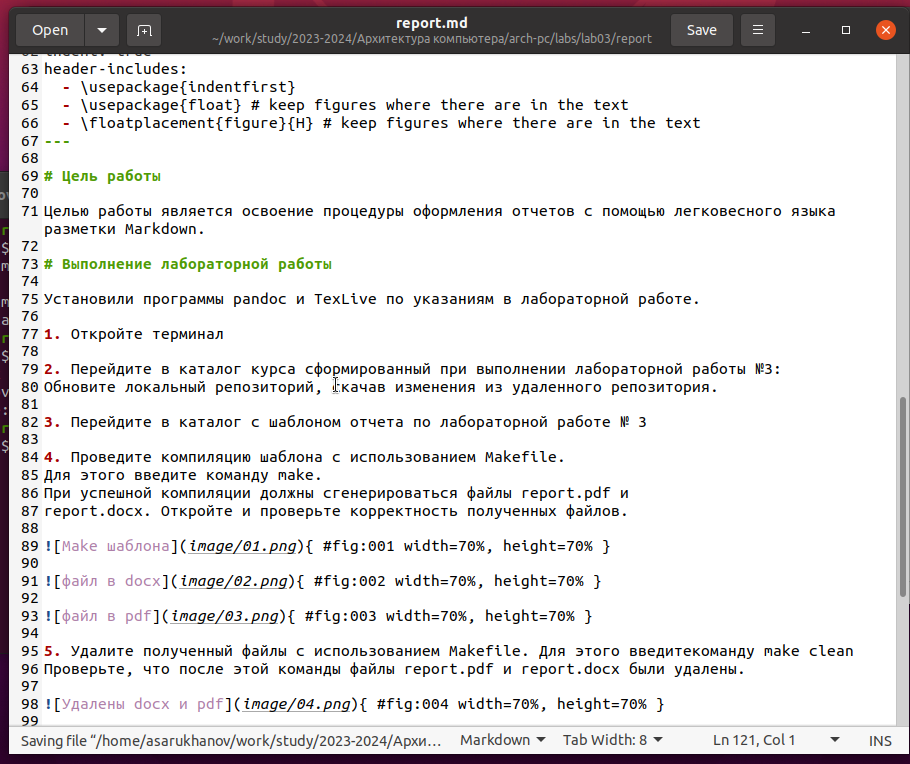 Open
report.md
~/work/study/2023-2024/Архитектура компьютера/arch-pc/labs/lab03/report
Save
63 header-includes:
64   - \usepackage{indentfirst}
65   - \usepackage{float} # keep figures where there are in the text
66   - \floatplacement{figure}{H} # keep figures where there are in the text
67 ---
68
69 # Цель работы
70
71 Целью работы является освоение процедуры оформления отчетов с помощью легковесного языка
разметки Markdown.
72
73 # Выполнение лабораторной работы
74
75 Установили программы pandoc и TexLive по указаниям в лабораторной работе.
76
77 1. Откройте терминал
78
79 2. Перейдите в каталог курса сформированный при выполнении лабораторной работы №3:
80 Обновите локальный репозиторий, скачав изменения из удаленного репозитория.
81
82 3. Перейдите в каталог с шаблоном отчета по лабораторной работе № 3
83
84 4. Проведите компиляцию шаблона с использованием Makefile.
85 Для этого введите команду make.
86 При успешной компиляции должны сгенерироваться файлы report.pdf и
87 report.docx. Откройте и проверьте корректность полученных файлов.
88
89 ![Make шаблона](image/01.png){ #fig:001 width=70%, height=70% }
90
91 ![файл в docx](image/02.png){ #fig:002 width=70%, height=70% }
92
93 ![файл в pdf](image/03.png){ #fig:003 width=70%, height=70% }
94
95 5. Удалите полученный файлы с использованием Makefile. Для этого введитекоманду make clean
96 Проверьте, что после этой команды файлы report.pdf и report.docx были удалены.
97
98 ![Удалены docx и pdf](image/04.png){ #fig:004 width=70%, height=70% }
99
Saving file “/home/asarukhanov/work/study/2023-2024/Архи…
Markdown
Tab Width: 8
Ln 121, Col 1
INS